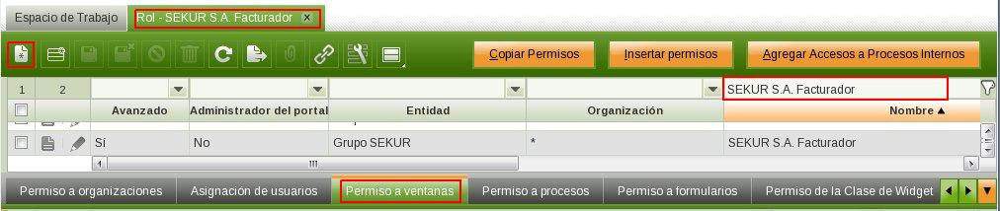 Espacio de Trabajo Rol - SEKUR S.A. Facturador
Copiar Permisos Insertar permisos Agregar Accesos a Procesos Internos
1 2 SEKUR S.A. Facturador
Avanzado Administrador del portal Entidad Organización Nombre
Sí No Grupo SEKUR * SEKUR S.A. Facturador
Permiso a organizaciones Asignación de usuarios Permiso a ventanas Permiso a procesos Permiso a formularios Permiso de la Clase de Widget